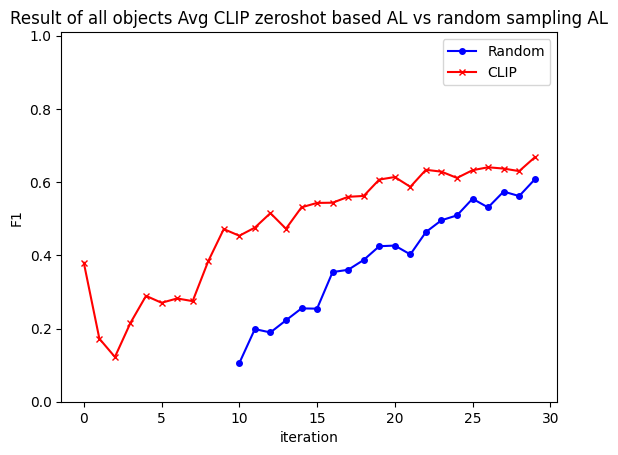 Result of all objects Avg CLIP zeroshot based AL vs random sampling AL
1.0
0.8
0.6
0.4
0.2
0.0
F1
0 5 10 15 20 25 30
iteration
Random
CLIP